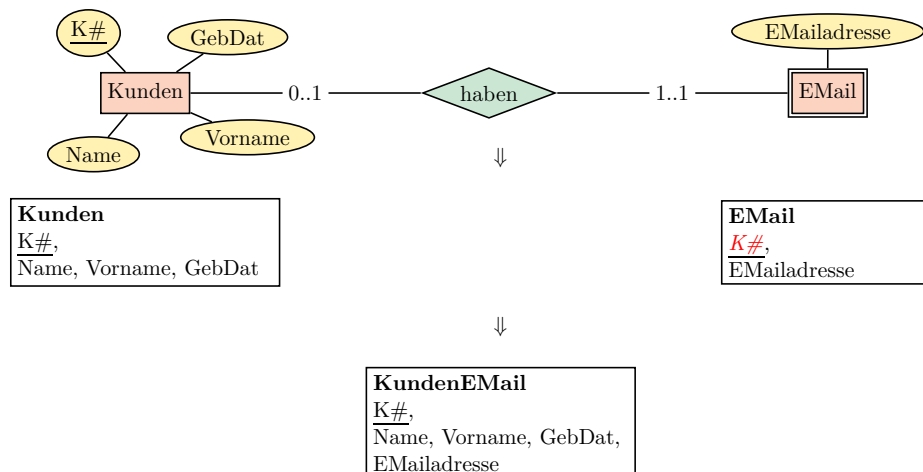 K#
GebDat
EMailadresse
Kunden
0..1
haben
1..1
EMail
Name
Vorname
⇓
Kunden
K#,
Name, Vorname, GebDat
EMail
K#,
EMailadresse
⇓
KundenEMail
K#,
Name, Vorname, GebDat,
EMailadresse